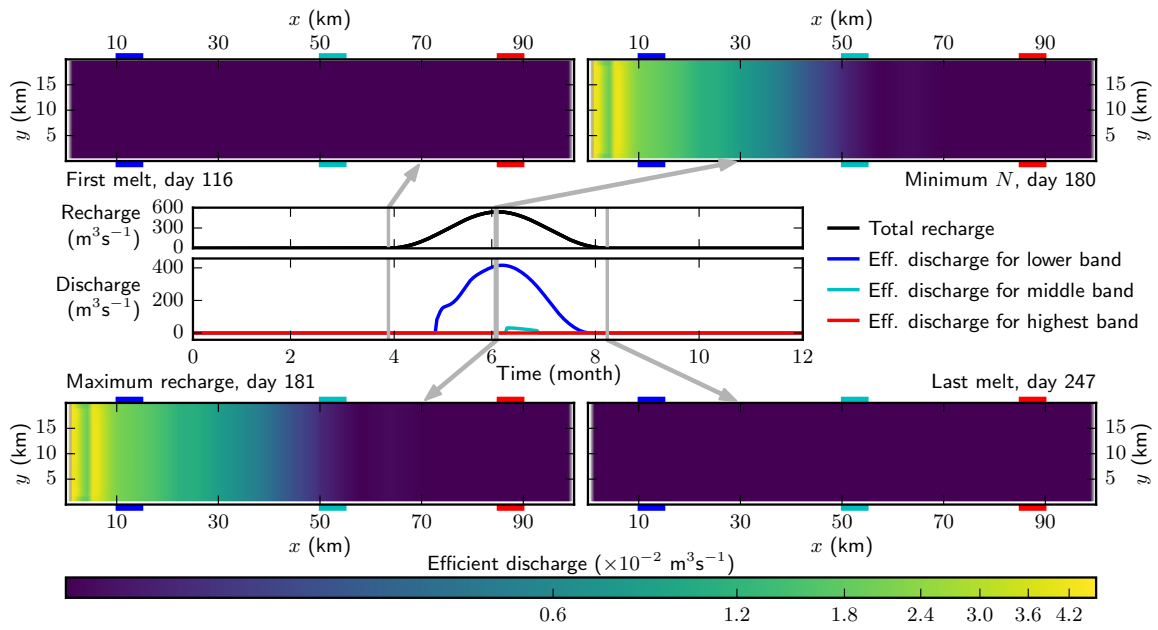 x (km)
x (km)
10 30 50 70 90
10 30 50 70 90
y (km)
15
10
5
15
10
5
y (km)
First melt, day 116
Minimum N, day 180
Recharge
(m³s⁻¹)
600
300
0
Discharge
(m³s⁻¹)
400
200
0
0 2 4 6 8 10 12
Time (month)
Total recharge
Eff. discharge for lower band
Eff. discharge for middle band
Eff. discharge for highest band
Maximum recharge, day 181
Last melt, day 247
y (km)
15
10
5
15
10
5
y (km)
10 30 50 70 90
10 30 50 70 90
x (km)
x (km)
Efficient discharge (×10⁻² m³s⁻¹)
0.6 1.2 1.8 2.4 3.0 3.6 4.2